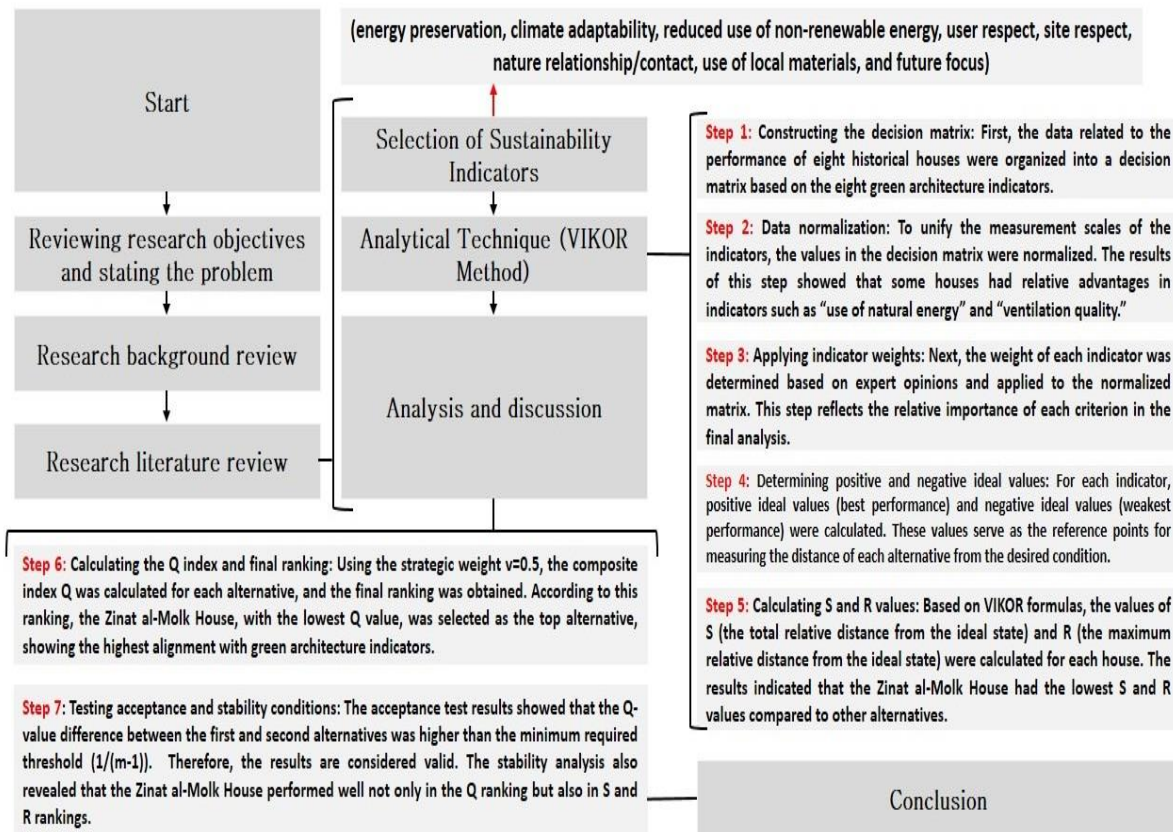 (energy preservation, climate adaptability, reduced use of non-renewable energy, user respect, site respect,
nature relationship/contact, use of local materials, and future focus)
Start
Reviewing research objectives
and stating the problem
Research background review
Research literature review
Selection of Sustainability
Indicators
Analytical Technique (VIKOR
Method)
Analysis and discussion
Step 1: Constructing the decision matrix: First, the data related to the
performance of eight historical houses were organized into a decision
matrix based on the eight green architecture indicators.
Step 2: Data normalization: To unify the measurement scales of the
indicators, the values in the decision matrix were normalized. The results
of this step showed that some houses had relative advantages in
indicators such as “use of natural energy” and “ventilation quality.”
Step 3: Applying indicator weights: Next, the weight of each indicator was
determined based on expert opinions and applied to the normalized
matrix. This step reflects the relative importance of each criterion in the
final analysis.
Step 4: Determining positive and negative ideal values: For each indicator,
positive ideal values (best performance) and negative ideal values (weakest
performance) were calculated. These values serve as the reference points for
measuring the distance of each alternative from the desired condition.
Step 5: Calculating S and R values: Based on VIKOR formulas, the values of
S (the total relative distance from the ideal state) and R (the maximum
relative distance from the ideal state) were calculated for each house. The
results indicated that the Zinat al-Molk House had the lowest S and R
values compared to other alternatives.
Step 6: Calculating the Q index and final ranking: Using the strategic weight v=0.5, the composite
index Q was calculated for each alternative, and the final ranking was obtained. According to this
ranking, the Zinat al-Molk House, with the lowest Q value, was selected as the top alternative,
showing the highest alignment with green architecture indicators.
Step 7: Testing acceptance and stability conditions: The acceptance test results showed that the Q-
value difference between the first and second alternatives was higher than the minimum required
threshold (1/(m-1)). Therefore, the results are considered valid. The stability analysis also
revealed that the Zinat al-Molk House performed well not only in the Q ranking but also in S and
R rankings.
Conclusion